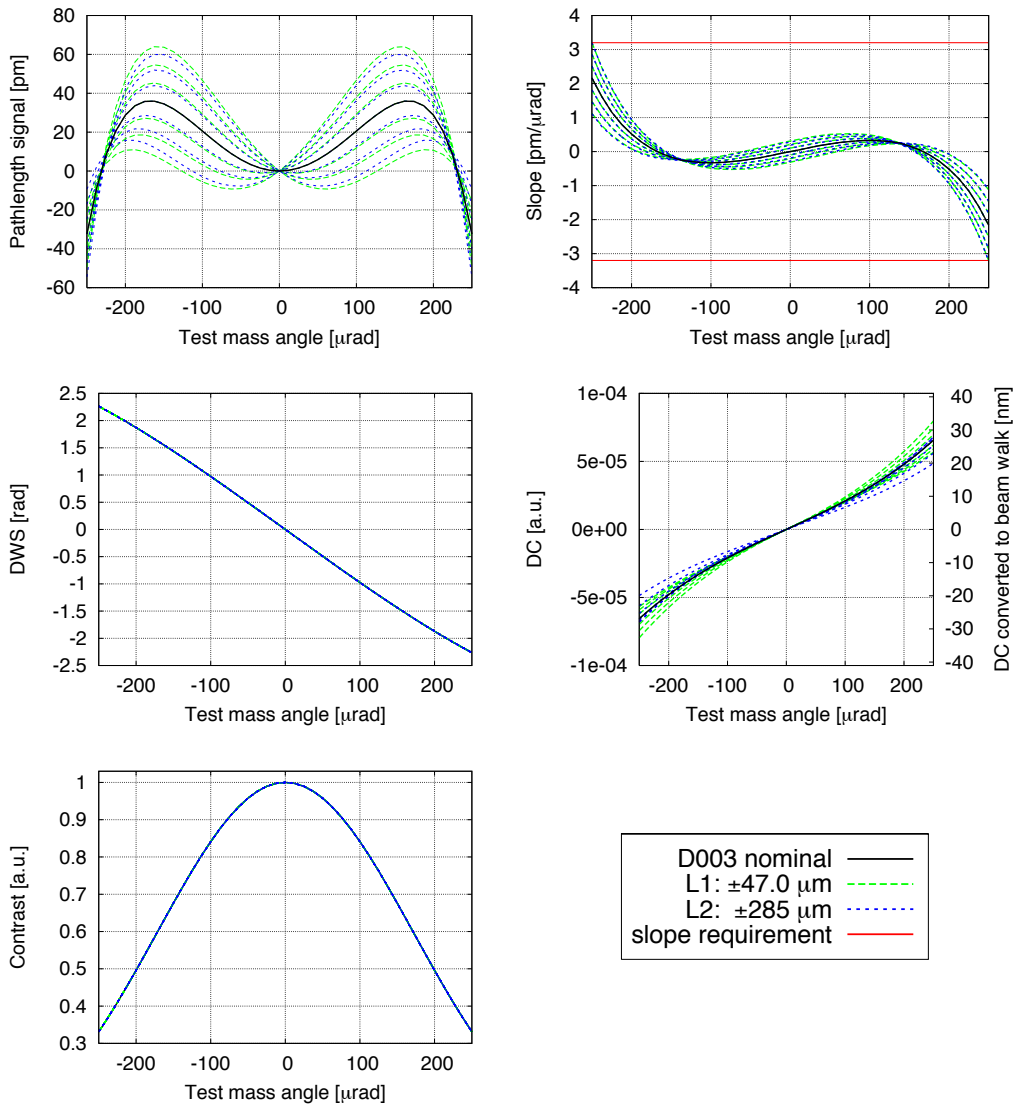 80
60
40
20
0
-20
-40
-60
Pathlength signal [pm]
-200 -100 0 100 200
Test mass angle [μrad]
4
3
2
1
0
-1
-2
-3
-4
Slope [pm/μrad]
-200 -100 0 100 200
Test mass angle [μrad]
2.5
2
1.5
1
0.5
0
-0.5
-1
-1.5
-2
-2.5
DWS [rad]
-200 -100 0 100 200
Test mass angle [μrad]
1e-04
5e-05
0e+00
-5e-05
-1e-04
DC [a.u.]
40
30
20
10
0
-10
-20
-30
-40
DC converted to beam walk [nm]
-200 -100 0 100 200
Test mass angle [μrad]
1
0.9
0.8
0.7
0.6
0.5
0.4
0.3
Contrast [a.u.]
-200 -100 0 100 200
Test mass angle [μrad]
D003 nominal
L1: ±47.0 μm
L2: ±285 μm
slope requirement